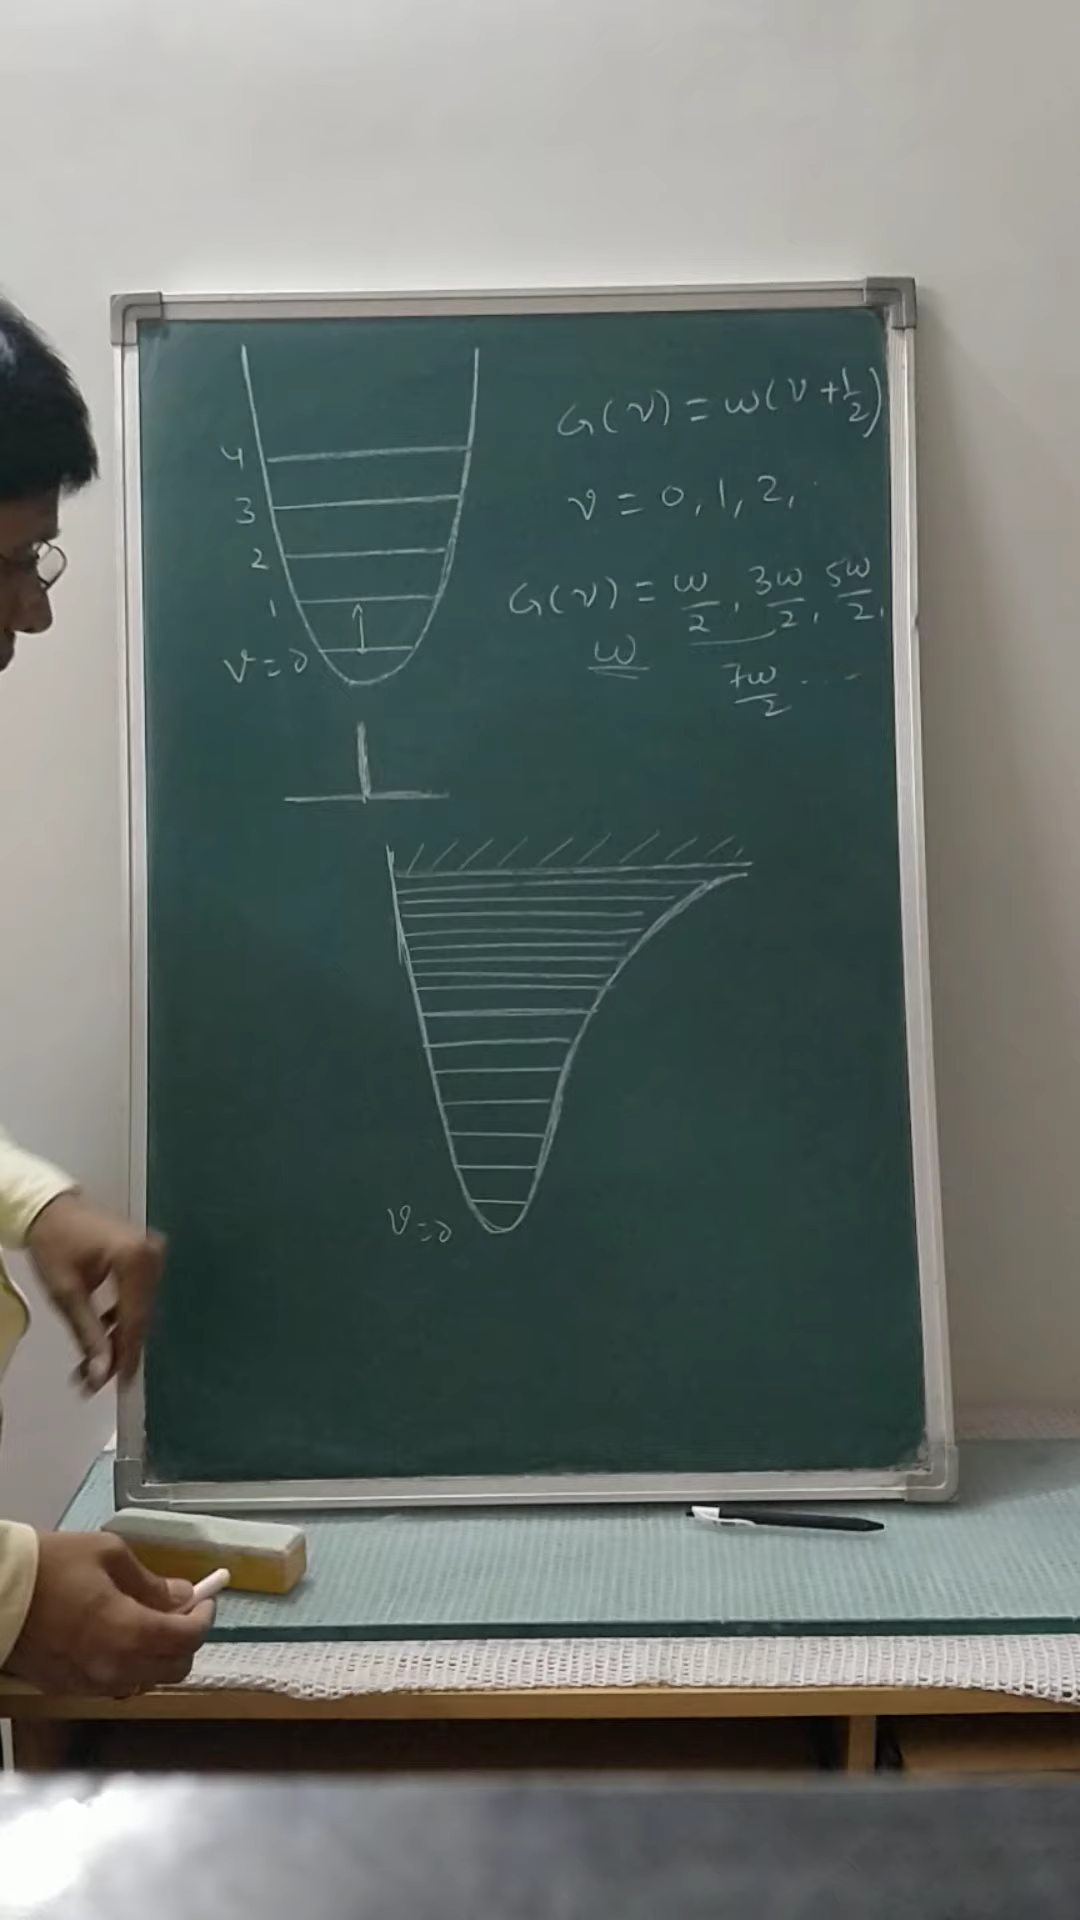 G(v) = ω(v + 1/2)
v = 0, 1, 2, ..
G(v) = ω/2, 3ω/2, 5ω/2,
ω
7ω/2 ....
4
3
2
1
v=0
v=0